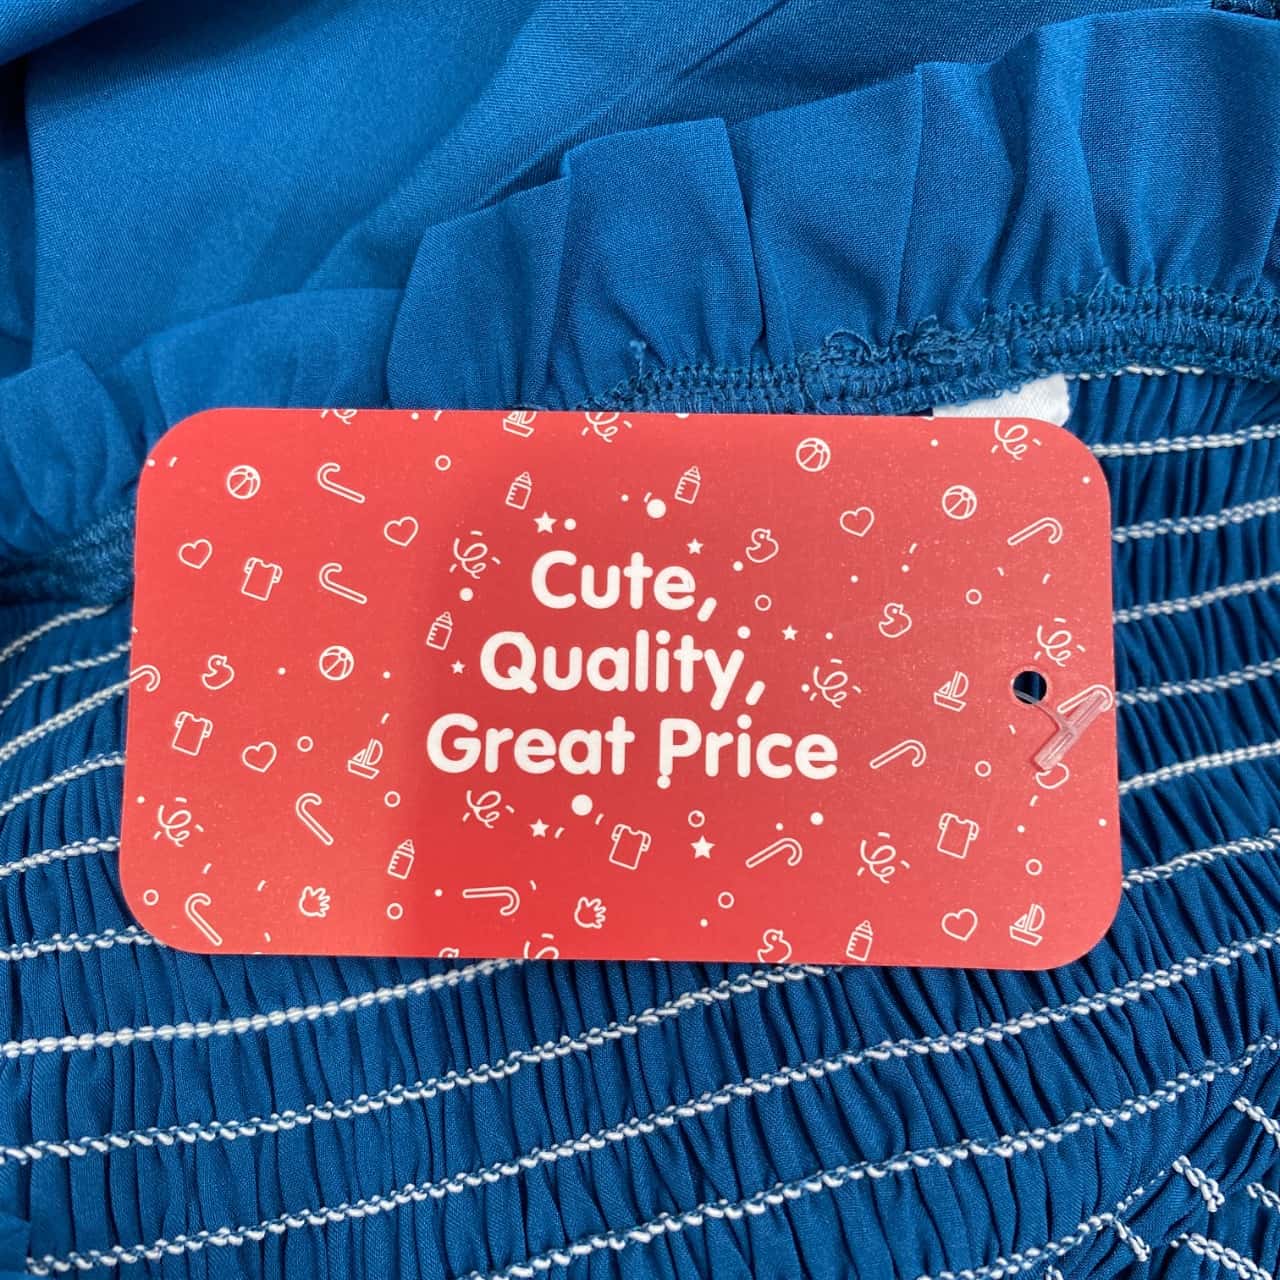 Cute,
Quality,
Great Price